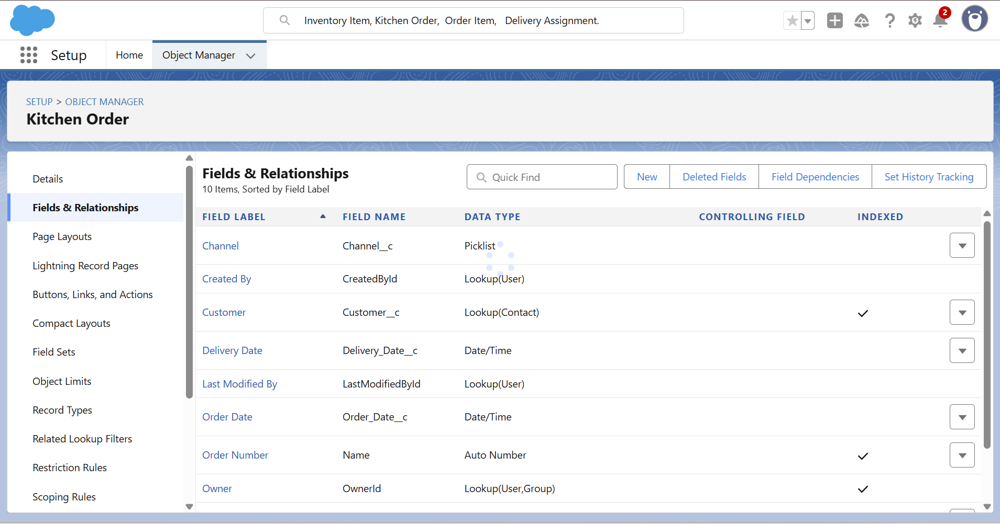 Inventory Item, Kitchen Order,  Order Item,   Delivery Assignment.
2
Setup
Home
Object Manager
SETUP > OBJECT MANAGER
Kitchen Order
Details
Fields & Relationships
Page Layouts
Lightning Record Pages
Buttons, Links, and Actions
Compact Layouts
Field Sets
Object Limits
Record Types
Related Lookup Filters
Restriction Rules
Scoping Rules
Fields & Relationships
10 Items, Sorted by Field Label
Quick Find
New
Deleted Fields
Field Dependencies
Set History Tracking
FIELD LABEL FIELD NAME DATA TYPE CONTROLLING FIELD INDEXED
Channel Channel__c Picklist
Created By CreatedById Lookup(User)
Customer Customer__c Lookup(Contact)
Delivery Date Delivery_Date__c Date/Time
Last Modified By LastModifiedById Lookup(User)
Order Date Order_Date__c Date/Time
Order Number Name Auto Number
Owner OwnerId Lookup(User,Group)